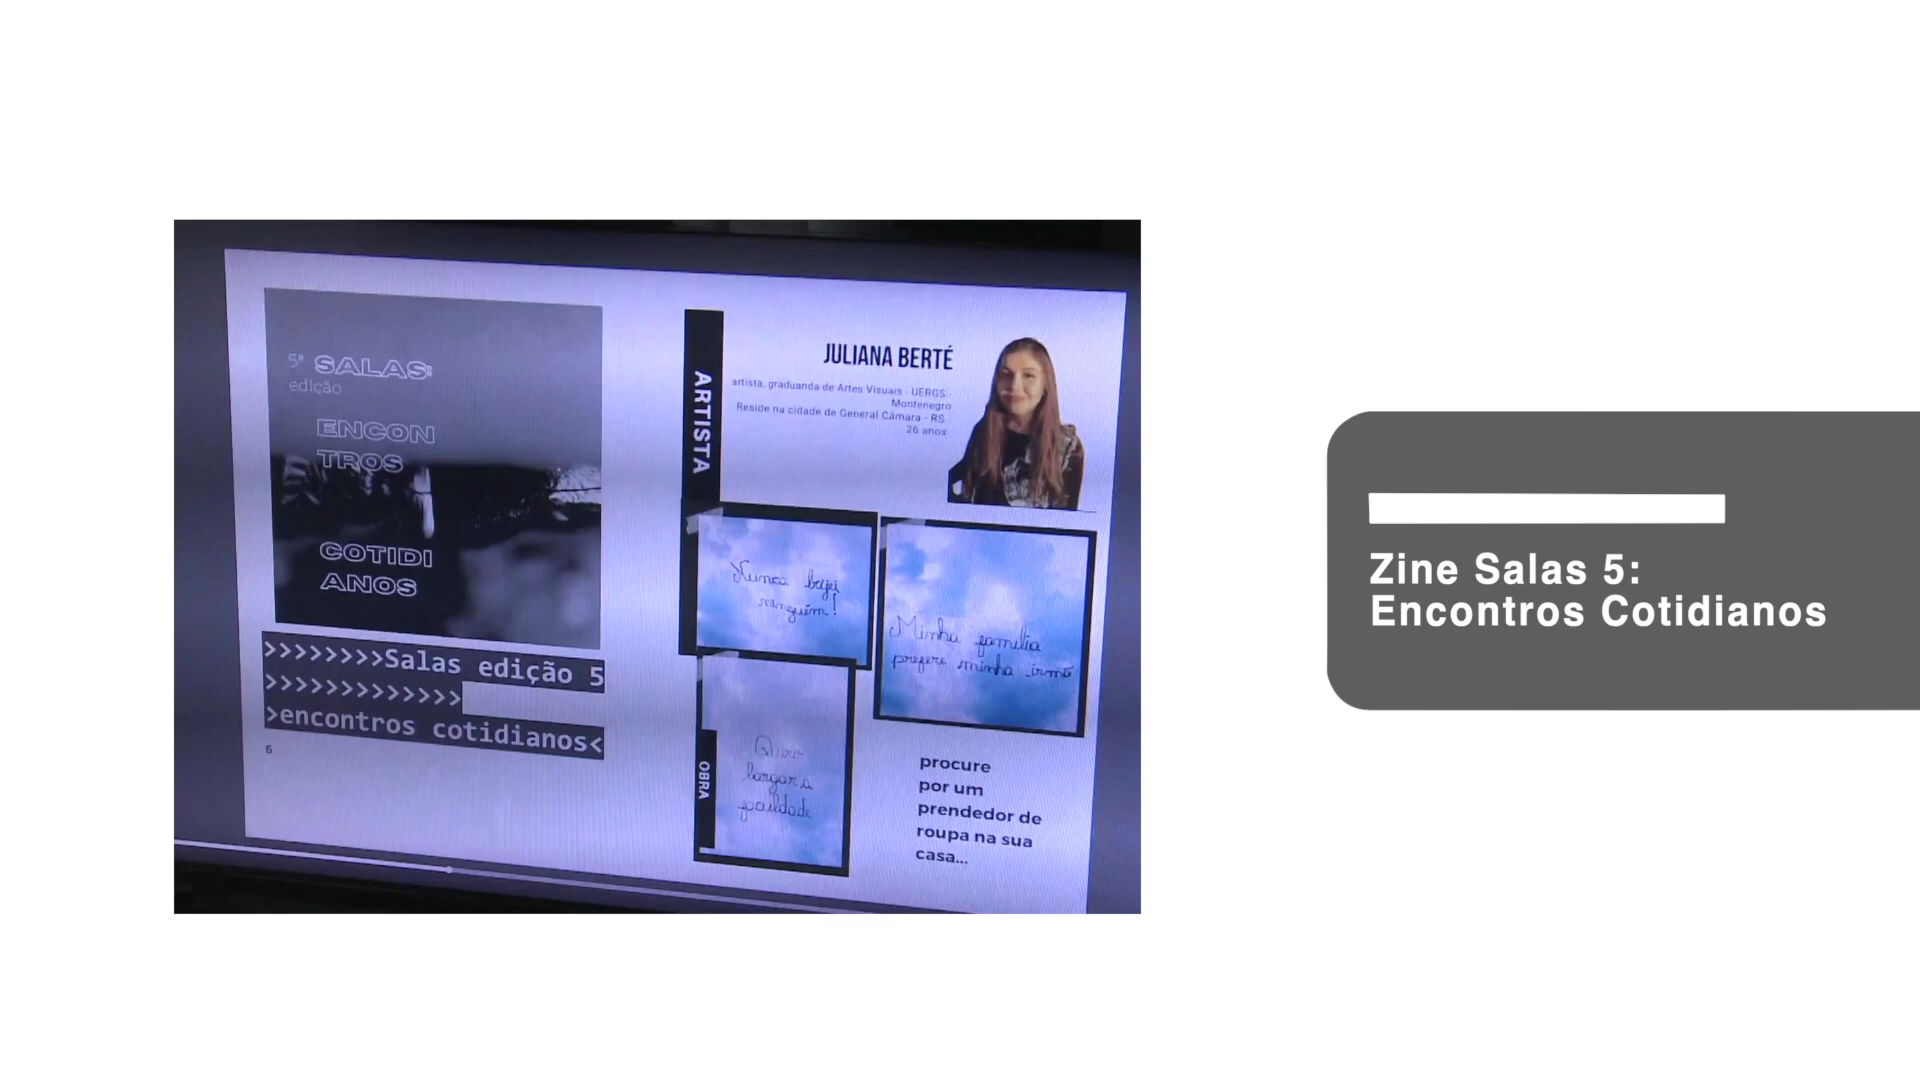 5ª SALAS:
edição
ENCON
TROS
COTIDI
ANOS
>>>>>>>>Salas edição 5
>>>>>>>>>>>>>
>encontros cotidianos<
6
ARTISTA
JULIANA BERTÉ
artista, graduanda de Artes Visuais - UERGS -
Montenegro
Reside na cidade de General Câmara - RS.
26 anos.
Nunca beijei
ninguém!
Minha família
prefere minha irmã
OBRA
Quero
largar a
faculdade
procure
por um
prendedor de
roupa na sua
casa...
Zine Salas 5:
Encontros Cotidianos